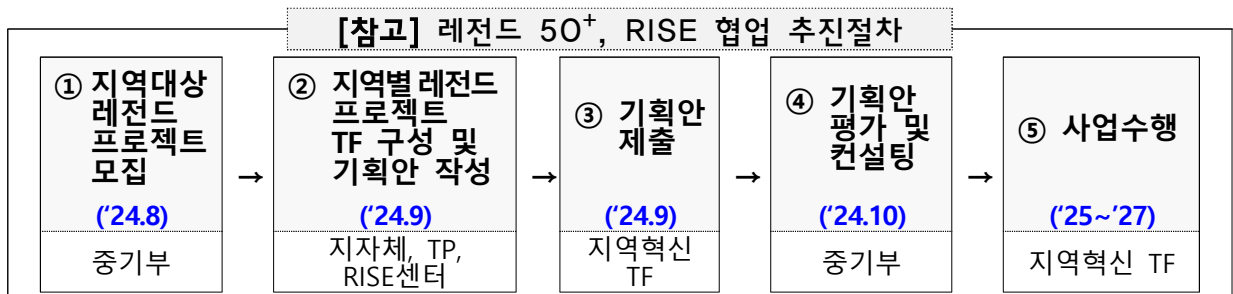 [참고] 레전드 50⁺, RISE 협업 추진절차
① 지역대상
레전드
프로젝트
모집
('24.8)
중기부
→
② 지역별 레전드
프로젝트
TF 구성 및
기획안 작성
('24.9)
지자체, TP,
RISE센터
→
③ 기획안
제출
('24.9)
지역혁신
TF
→
④ 기획안
평가 및
컨설팅
('24.10)
중기부
→
⑤ 사업수행
('25~'27)
지역혁신 TF